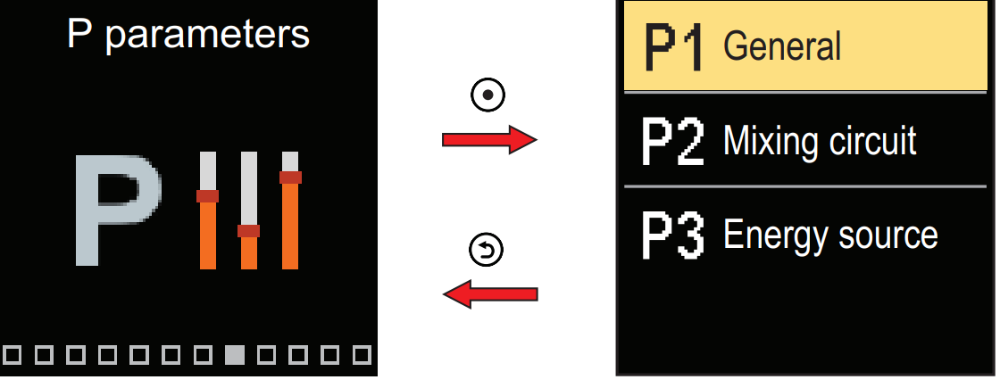 P parameters
P
P1 General
P2 Mixing circuit
P3 Energy source